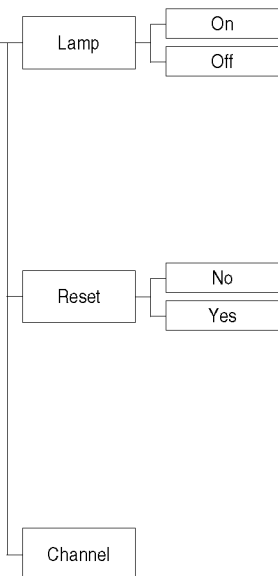 Lamp
On
Off
Reset
No
Yes
Channel